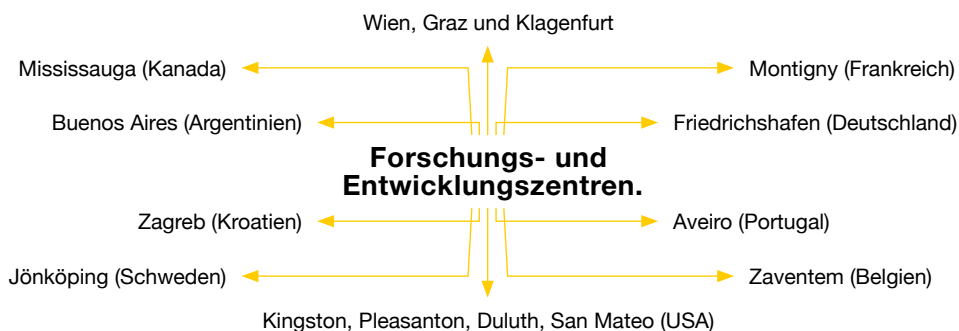 Wien, Graz und Klagenfurt
Mississauga (Kanada)
Montigny (Frankreich)
Buenos Aires (Argentinien)
Friedrichshafen (Deutschland)
Forschungs- und
Entwicklungszentren.
Zagreb (Kroatien)
Aveiro (Portugal)
Jönköping (Schweden)
Zaventem (Belgien)
Kingston, Pleasanton, Duluth, San Mateo (USA)